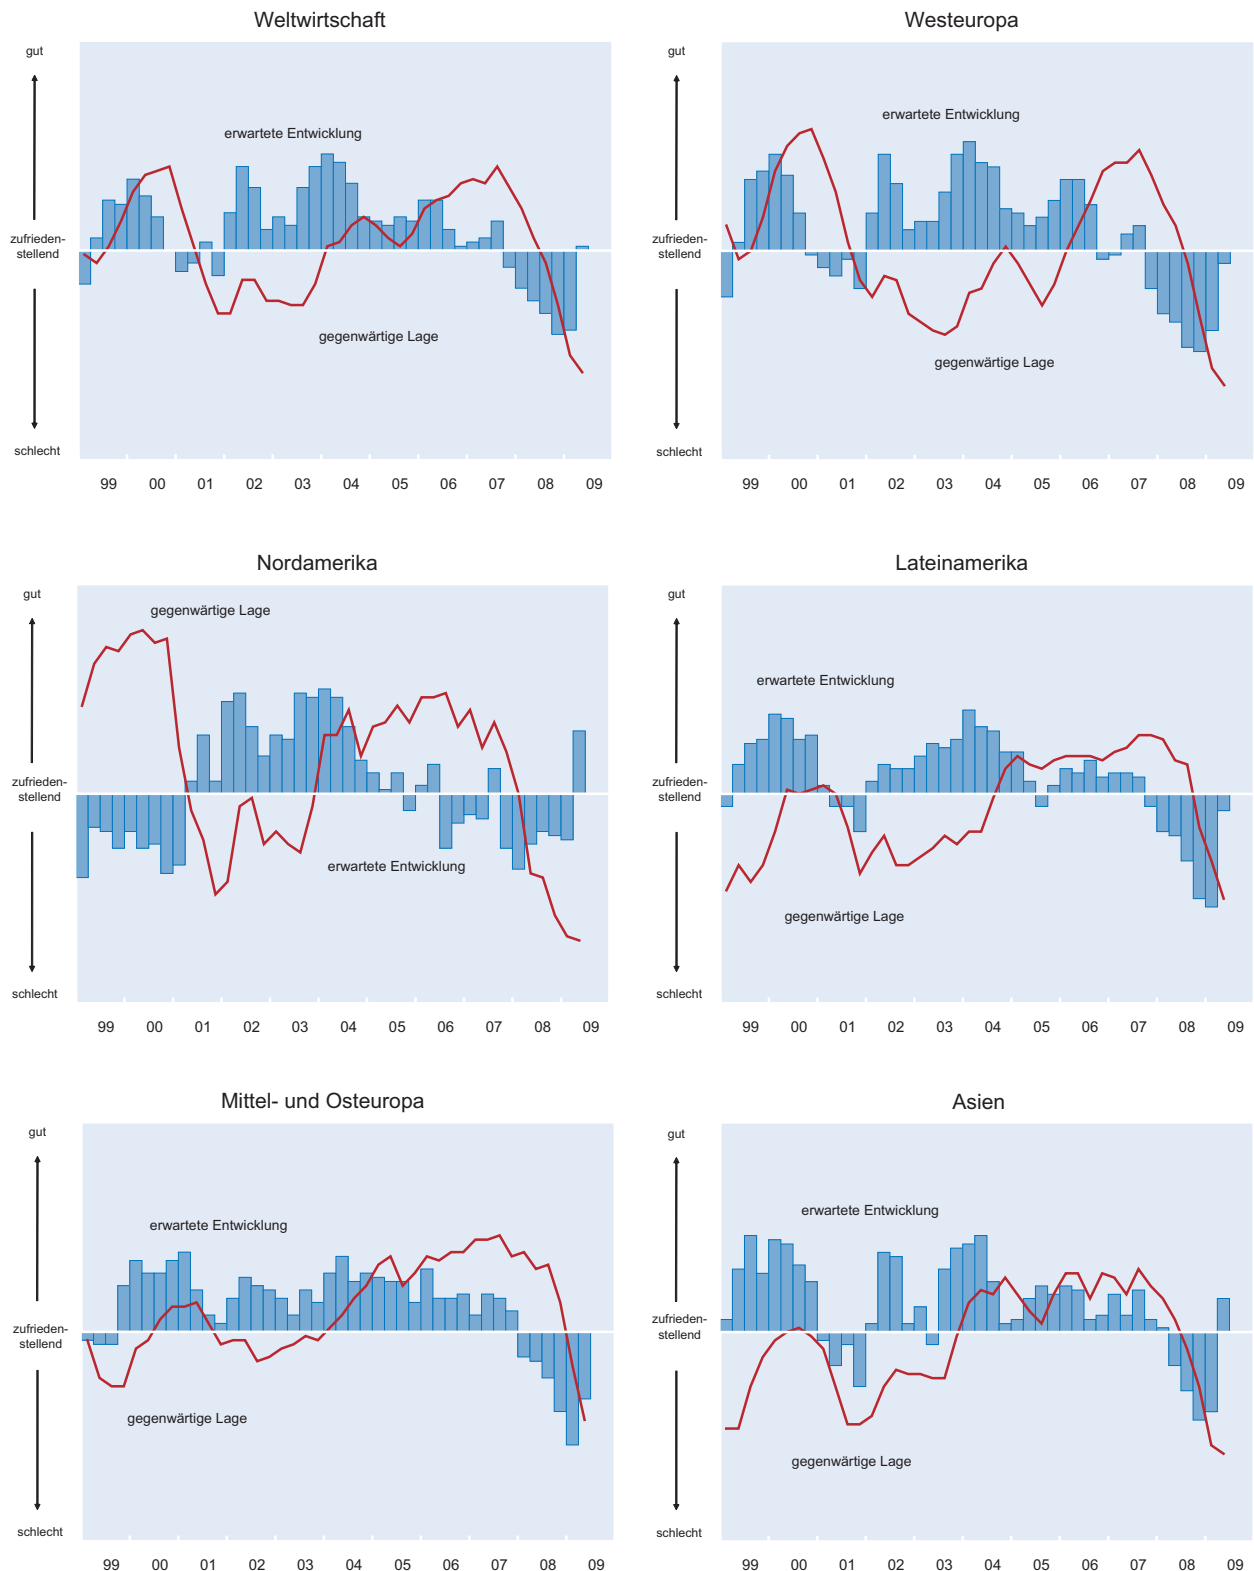 Weltwirtschaft
gut
zufrieden-
stellend
schlecht
erwartete Entwicklung
gegenwärtige Lage
99 00 01 02 03 04 05 06 07 08 09
Westeuropa
gut
zufrieden-
stellend
schlecht
erwartete Entwicklung
gegenwärtige Lage
99 00 01 02 03 04 05 06 07 08 09
Nordamerika
gut
gegenwärtige Lage
zufrieden-
stellend
erwartete Entwicklung
schlecht
99 00 01 02 03 04 05 06 07 08 09
Lateinamerika
gut
erwartete Entwicklung
zufrieden-
stellend
gegenwärtige Lage
schlecht
99 00 01 02 03 04 05 06 07 08 09
Mittel- und Osteuropa
gut
erwartete Entwicklung
zufrieden-
stellend
gegenwärtige Lage
schlecht
99 00 01 02 03 04 05 06 07 08 09
Asien
gut
erwartete Entwicklung
zufrieden-
stellend
gegenwärtige Lage
schlecht
99 00 01 02 03 04 05 06 07 08 09